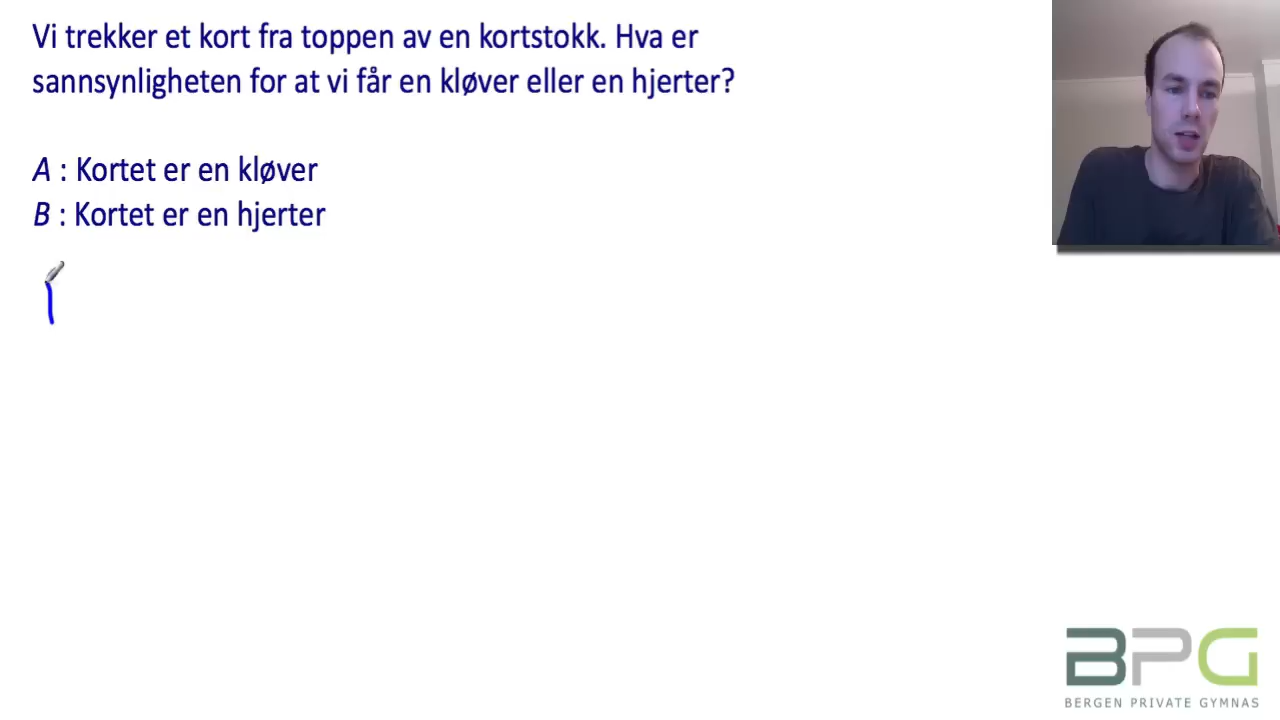 Vi trekker et kort fra toppen av en kortstokk. Hva er
sannsynligheten for at vi får en kløver eller en hjerter?
A : Kortet er en kløver
B : Kortet er en hjerter
BPG
BERGEN PRIVATE GYMNAS